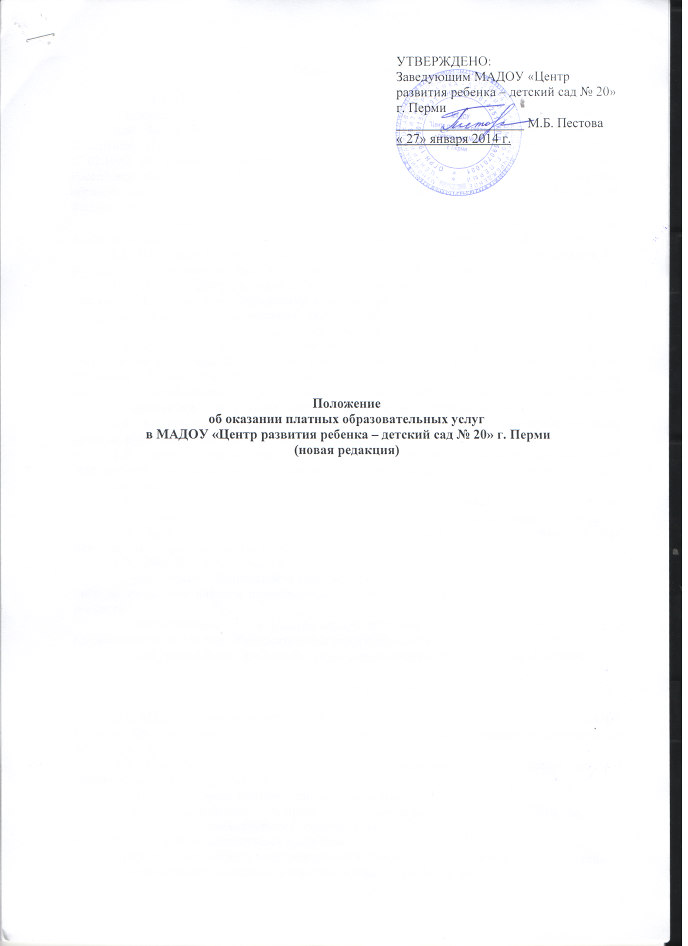 УТВЕРЖДЕНО:
Заведующим МАДОУ «Центр
развития ребенка – детский сад № 20»
г. Перми
М.Б. Пестова
« 27» января 2014 г.
Положение
об оказании платных образовательных услуг
в МАДОУ «Центр развития ребенка – детский сад № 20» г. Перми
(новая редакция)